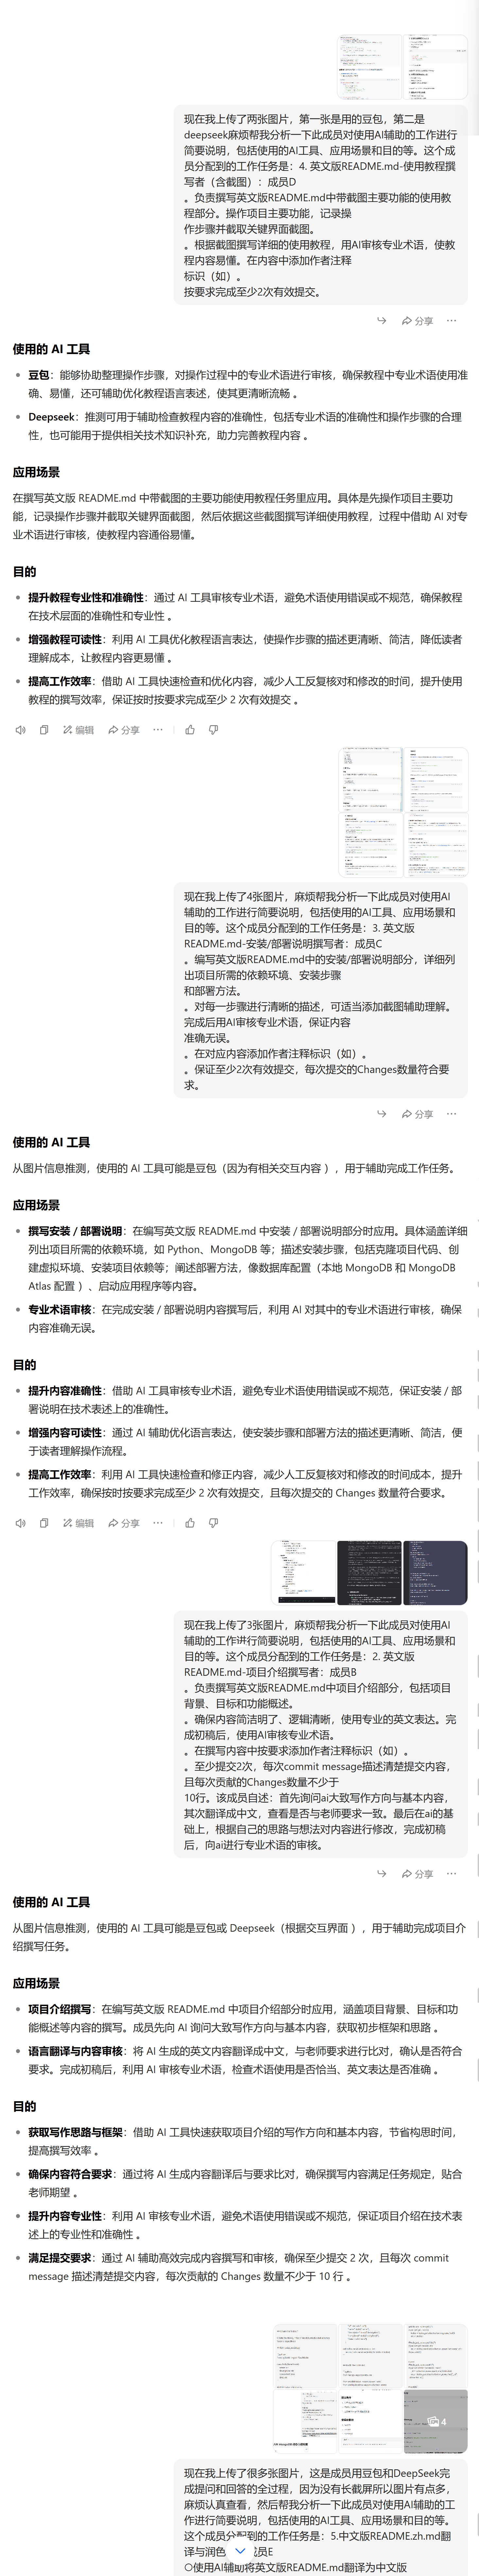 现在我上传了两张图片，第一张是用的豆包，第二是
deepseek麻烦帮我分析一下此成员对使用AI辅助的工作进行
简要说明，包括使用的AI工具、应用场景和目的等。这个成
员分配到的工作任务是：4. 英文版README.md-使用教程撰
写者（含截图）：成员D
。负责撰写英文版README.md中带截图主要功能的使用教
程部分。操作项目主要功能，记录操
作步骤并截取关键界面截图。
。根据截图撰写详细的使用教程，用AI审核专业术语，使教
程内容易懂。在内容中添加作者注释
标识（如）。
按要求完成至少2次有效提交。
分享
使用的 AI 工具
豆包：能够协助整理操作步骤，对操作过程中的专业术语进行审核，确保教程中专业术语使用准
确、易懂，还可辅助优化教程语言表述，使其更清晰流畅 。
Deepseek：推测可用于辅助检查教程内容的准确性，包括专业术语的准确性和操作步骤的合理
性，也可能用于提供相关技术知识补充，助力完善教程内容 。
应用场景
在撰写英文版 README.md 中带截图的主要功能使用教程任务里应用。具体是先操作项目主要功
能，记录操作步骤并截取关键界面截图，然后依据这些截图撰写详细使用教程，过程中借助 AI 对专
业术语进行审核，使教程内容通俗易懂。
目的
提升教程专业性和准确性：通过 AI 工具审核专业术语，避免术语使用错误或不规范，确保教程
在技术层面的准确性和专业性 。
增强教程可读性：利用 AI 工具优化教程语言表达，使操作步骤的描述更清晰、简洁，降低读者
理解成本，让教程内容更易懂 。
提高工作效率：借助 AI 工具快速检查和优化内容，减少人工反复核对和修改的时间，提升使用
教程的撰写效率，保证按时按要求完成至少 2 次有效提交 。
编辑 分享
现在我上传了4张图片，麻烦帮我分析一下此成员对使用AI
辅助的工作进行简要说明，包括使用的AI工具、应用场景和
目的等。这个成员分配到的工作任务是：3. 英文版
README.md-安装/部署说明撰写者：成员C
。编写英文版README.md中的安装/部署说明部分，详细列
出项目所需的依赖环境、安装步骤
和部署方法。
。对每一步骤进行清晰的描述，可适当添加截图辅助理解。
完成后用AI审核专业术语，保证内容
准确无误。
。在对应内容添加作者注释标识（如）。
。保证至少2次有效提交，每次提交的Changes数量符合要
求。
分享
使用的 AI 工具
从图片信息推测，使用的 AI 工具可能是豆包（因为有相关交互内容 ），用于辅助完成工作任务。
应用场景
撰写安装 / 部署说明：在编写英文版 README.md 中安装 / 部署说明部分时应用。具体涵盖详细
列出项目所需的依赖环境，如 Python、MongoDB 等；描述安装步骤，包括克隆项目代码、创
建虚拟环境、安装项目依赖等；阐述部署方法，像数据库配置（本地 MongoDB 和 MongoDB
Atlas 配置 ）、启动应用程序等内容。
专业术语审核：在完成安装 / 部署说明内容撰写后，利用 AI 对其中的专业术语进行审核，确保
内容准确无误。
目的
提升内容准确性：借助 AI 工具审核专业术语，避免专业术语使用错误或不规范，保证安装 / 部
署说明在技术表述上的准确性。
增强内容可读性：通过 AI 辅助优化语言表达，使安装步骤和部署方法的描述更清晰、简洁，便
于读者理解操作流程。
提高工作效率：利用 AI 工具快速检查和修正内容，减少人工反复核对和修改的时间成本，提升
工作效率，确保按时按要求完成至少 2 次有效提交，且每次提交的 Changes 数量符合要求。
编辑 分享
现在我上传了3张图片，麻烦帮我分析一下此成员对使用AI
辅助的工作进行简要说明，包括使用的AI工具、应用场景和
目的等。这个成员分配到的工作任务是：2. 英文版
README.md-项目介绍撰写者：成员B
。负责撰写英文版README.md中项目介绍部分，包括项目
背景、目标和功能概述。
。确保内容简洁明了、逻辑清晰，使用专业的英文表达。完
成初稿后，使用AI审核专业术语。
。在撰写内容中按要求添加作者注释标识（如）。
。至少提交2次，每次commit message描述清楚提交内容，
且每次贡献的Changes数量不少于
10行。该成员自述：首先询问ai大致写作方向与基本内容，
其次翻译成中文，查看是否与老师要求一致。最后在ai的基
础上，根据自己的思路与想法对内容进行修改，完成初稿
后，向ai进行专业术语的审核。
分享
使用的 AI 工具
从图片信息推测，使用的 AI 工具可能是豆包或 Deepseek（根据交互界面 ），用于辅助完成项目介
绍撰写任务。
应用场景
项目介绍撰写：在编写英文版 README.md 中项目介绍部分时应用，涵盖项目背景、目标和功
能概述等内容的撰写。成员先向 AI 询问大致写作方向与基本内容，获取初步框架和思路 。
语言翻译与内容审核：将 AI 生成的英文内容翻译成中文，与老师要求进行比对，确认是否符合
要求。完成初稿后，利用 AI 审核专业术语，检查术语使用是否恰当、英文表达是否准确 。
目的
获取写作思路与框架：借助 AI 工具快速获取项目介绍的写作方向和基本内容，节省构思时间，
提高撰写效率 。
确保内容符合要求：通过将 AI 生成内容翻译后与要求比对，确保撰写内容满足任务规定，贴合
老师期望 。
提升内容专业性：利用 AI 审核专业术语，避免术语使用错误或不规范，保证项目介绍在技术表
述上的专业性和准确性 。
满足提交要求：通过 AI 辅助高效完成内容撰写和审核，确保至少提交 2 次，且每次 commit
message 描述清楚提交内容，每次贡献的 Changes 数量不少于 10 行 。
4
现在我上传了很多张图片，这是成员用豆包和DeepSeek完
成提问和回答的全过程，因为没有长截屏所以图片有点多，
麻烦认真查看，然后帮我分析一下此成员对使用AI辅助的工
作进行简要说明，包括使用的AI工具、应用场景和目的等。
这个成员分配到的工作任务是：5.中文版README.zh.md翻
译与润色 成员E
○使用AI辅助将英文版README.md翻译为中文版